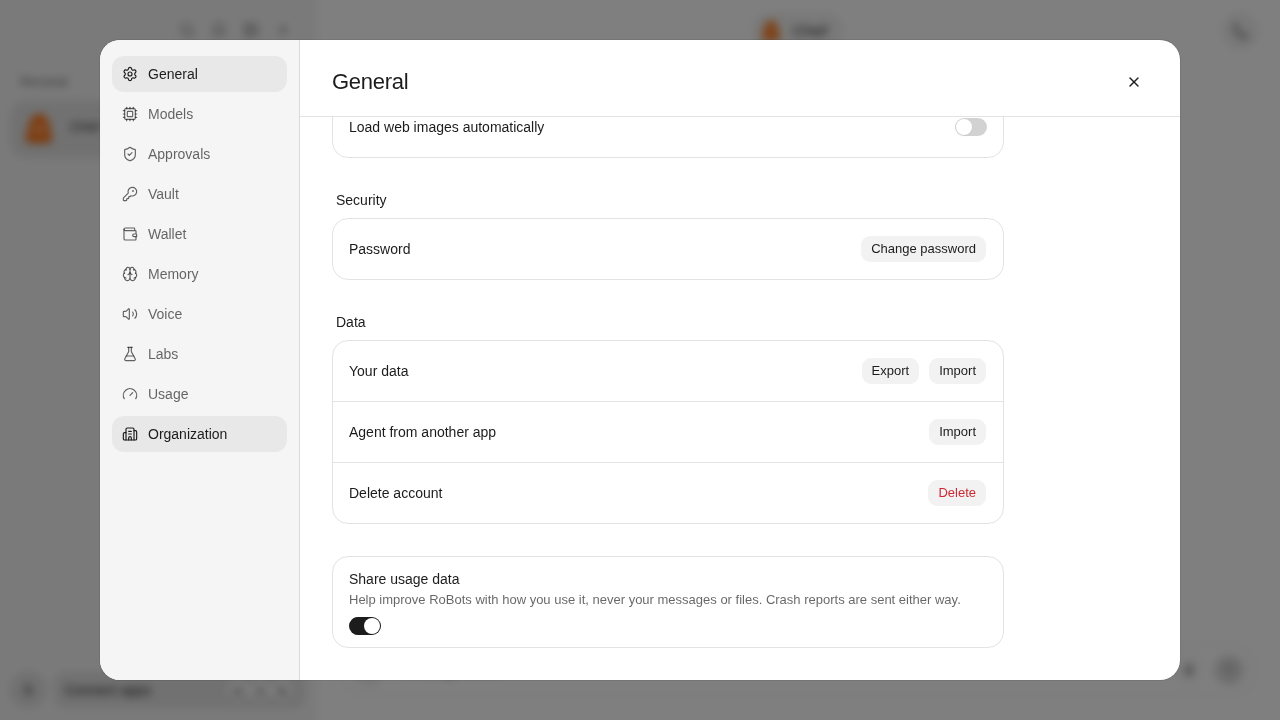 General
Models
Approvals
Vault
Wallet
Memory
Voice
Labs
Usage
Organization
General
Load web images automatically
Security
Password
Change password
Data
Your data
Export
Import
Agent from another app
Import
Delete account
Delete
Share usage data
Help improve RoBots with how you use it, never your messages or files. Crash reports are sent either way.